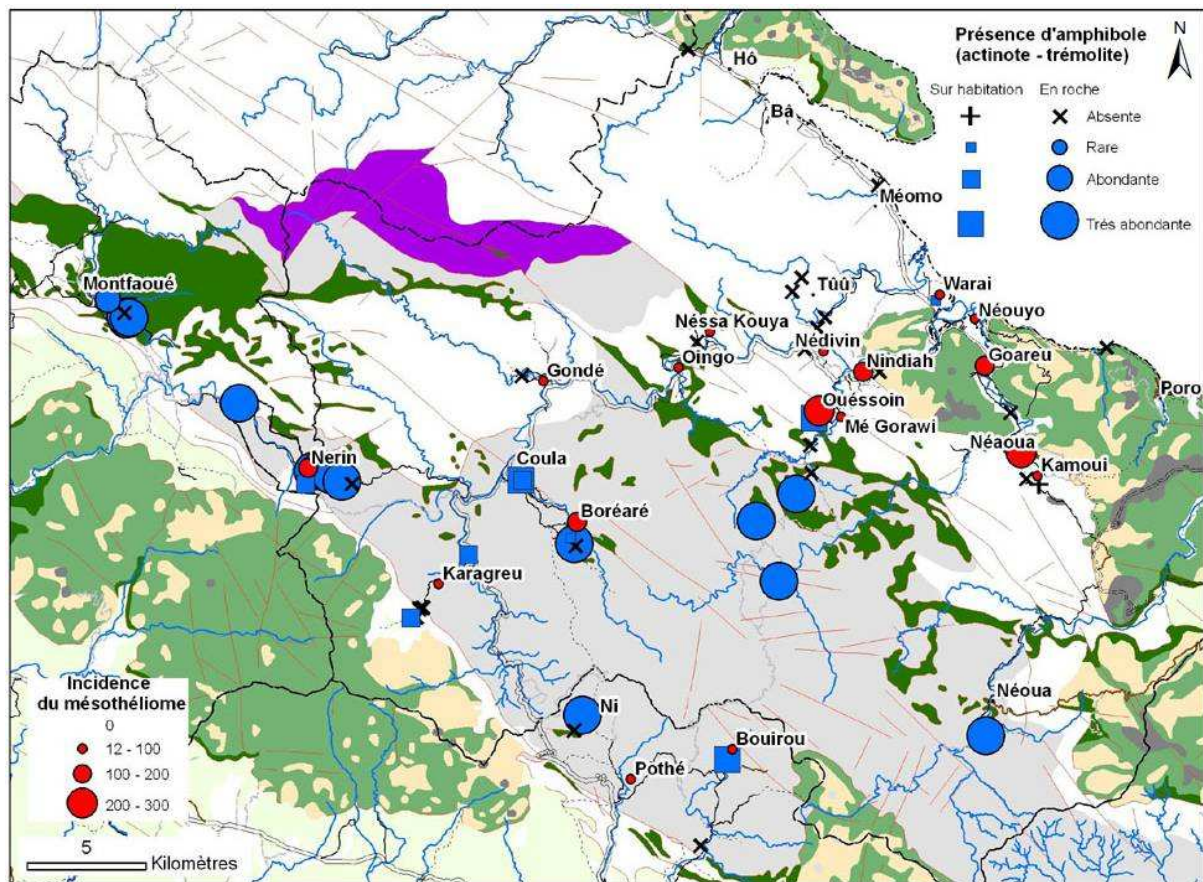 Présence d'amphibole
(actinote - trémolite)
N
Sur habitation
En roche
Absente
Rare
Abondante
Trés abondante
Hô
Bâ
Méomo
Montfaoué
Warai
Tûû
Néouyo
Néssa Kouya
Nédivin
Oingo
Gondé
Nindiah
Goareu
Poro
Ouéssoin
Mé Gorawi
Nerin
Coula
Néaoua
Kamoui
Boréaré
Karagreu
Néoua
Ni
Bouirou
Pothé
Incidence
du mésothéliome
0
12 - 100
100 - 200
200 - 300
5
Kilomètres